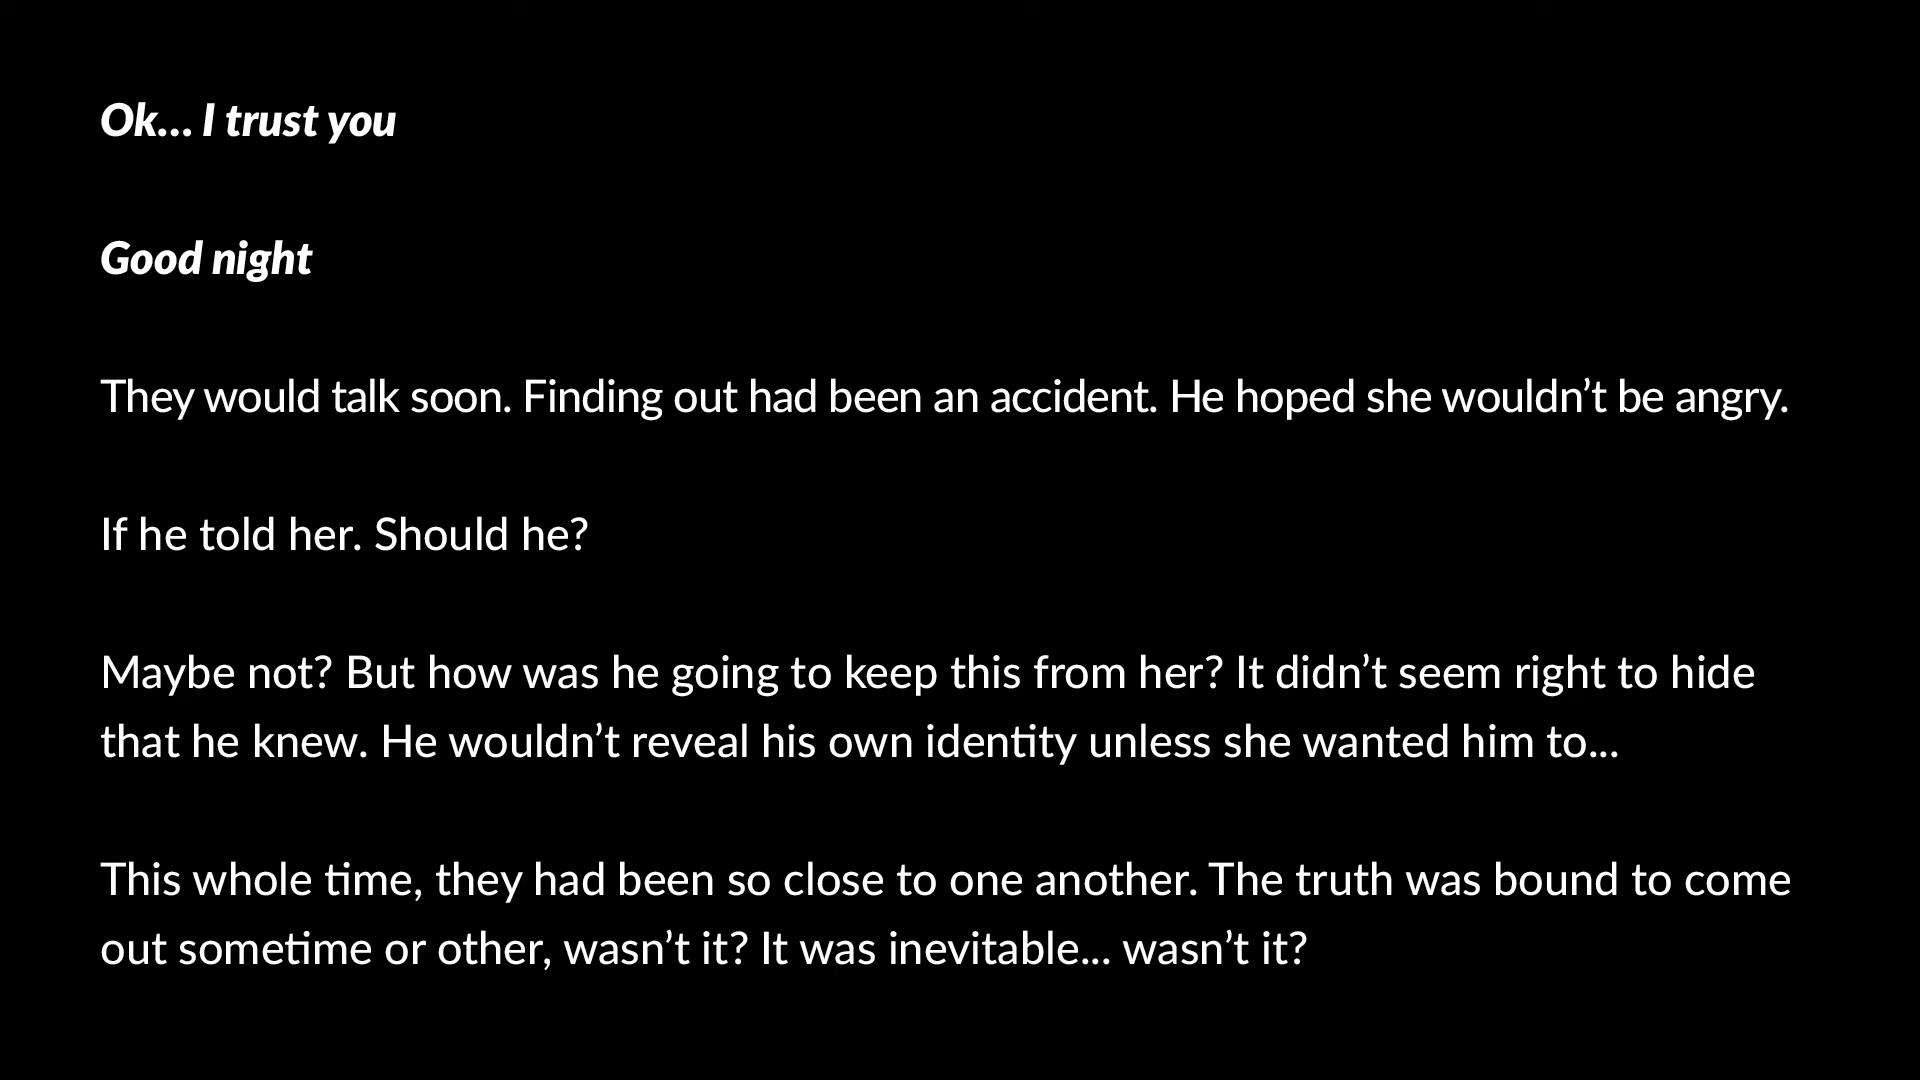 Ok... I trust you
Good night
They would talk soon. Finding out had been an accident. He hoped she wouldn’t be angry.
If he told her. Should he?
Maybe not? But how was he going to keep this from her? It didn’t seem right to hide
that he knew. He wouldn’t reveal his own identity unless she wanted him to...
This whole time, they had been so close to one another. The truth was bound to come
out sometime or other, wasn’t it? It was inevitable... wasn’t it?